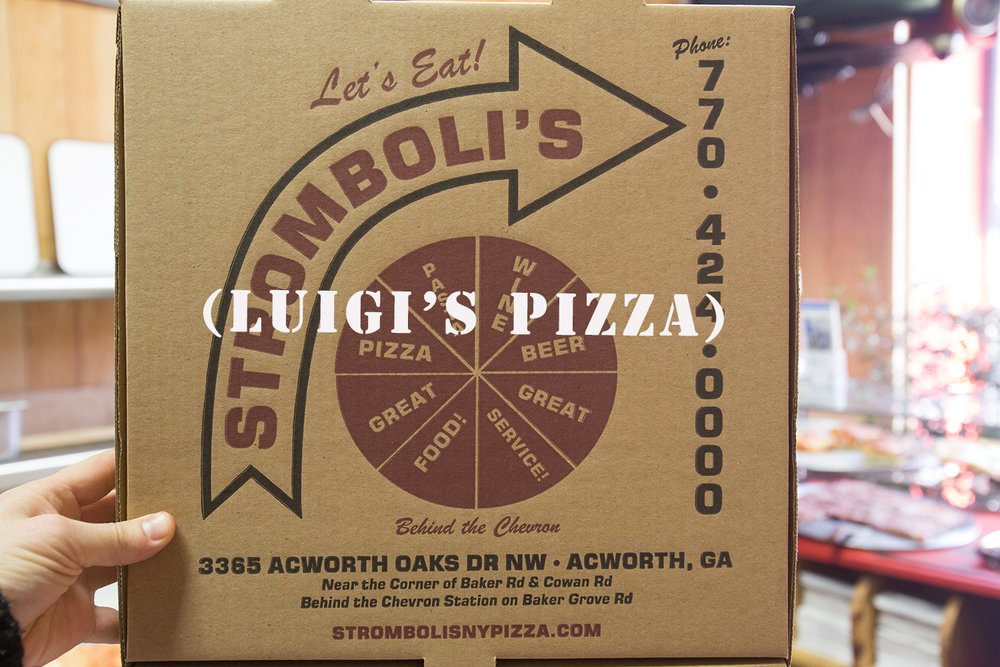 Let's Eat!
STROMBOLI'S
Phone:
770•424•0000
(LUIGI'S PIZZA)
PASTA
WINE
PIZZA
BEER
GREAT
GREAT
FOOD!
SERVICE!
Behind the Chevron
3365 ACWORTH OAKS DR NW • ACWORTH, GA
Near the Corner of Baker Rd & Cowan Rd
Behind the Chevron Station on Baker Grove Rd
STROMBOLISNYPIZZA.COM